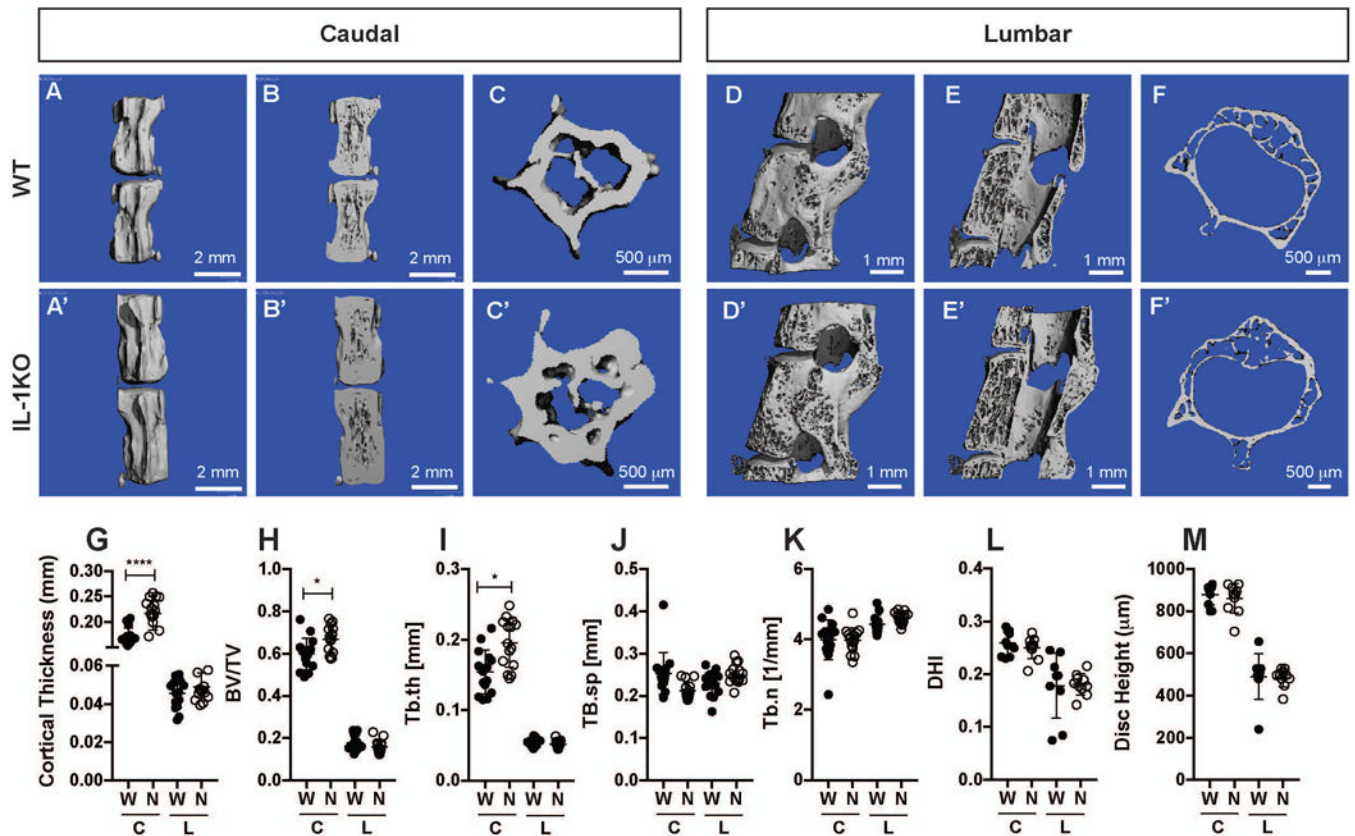 Caudal
Lumbar
WT
A
2 mm
B
2 mm
C
500 µm
D
1 mm
E
1 mm
F
500 µm
IL-1KO
A’
2 mm
B’
2 mm
C’
500 µm
D’
1 mm
E’
1 mm
F’
500 µm
G
Cortical Thickness (mm)
0.30
0.25
0.20
0.06
0.04
0.02
0.00
****
W N W N
C L
H
BV/TV
1.0
0.8
0.6
0.4
0.2
0.0
*
W N W N
C L
I
Tb.th [mm]
0.3
0.2
0.1
0.0
*
W N W N
C L
J
TB.sp [mm]
0.5
0.4
0.3
0.2
0.1
0.0
W N W N
C L
K
Tb.n [1/mm]
6
4
2
0
W N W N
C L
L
DHI
0.4
0.3
0.2
0.1
0.0
W N W N
C L
M
Disc Height (µm)
1000
800
600
400
200
0
W N W N
C L